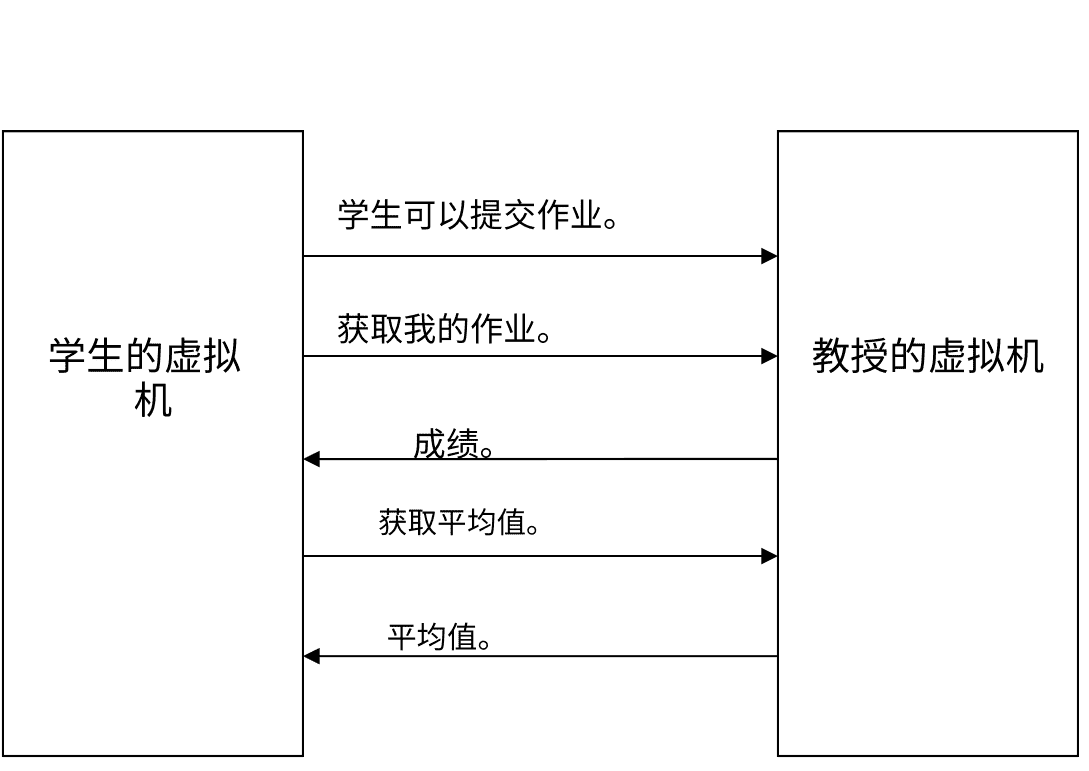 学生可以提交作业。
获取我的作业。
学生的虚拟
机
教授的虚拟机
成绩。
获取平均值。
平均值。